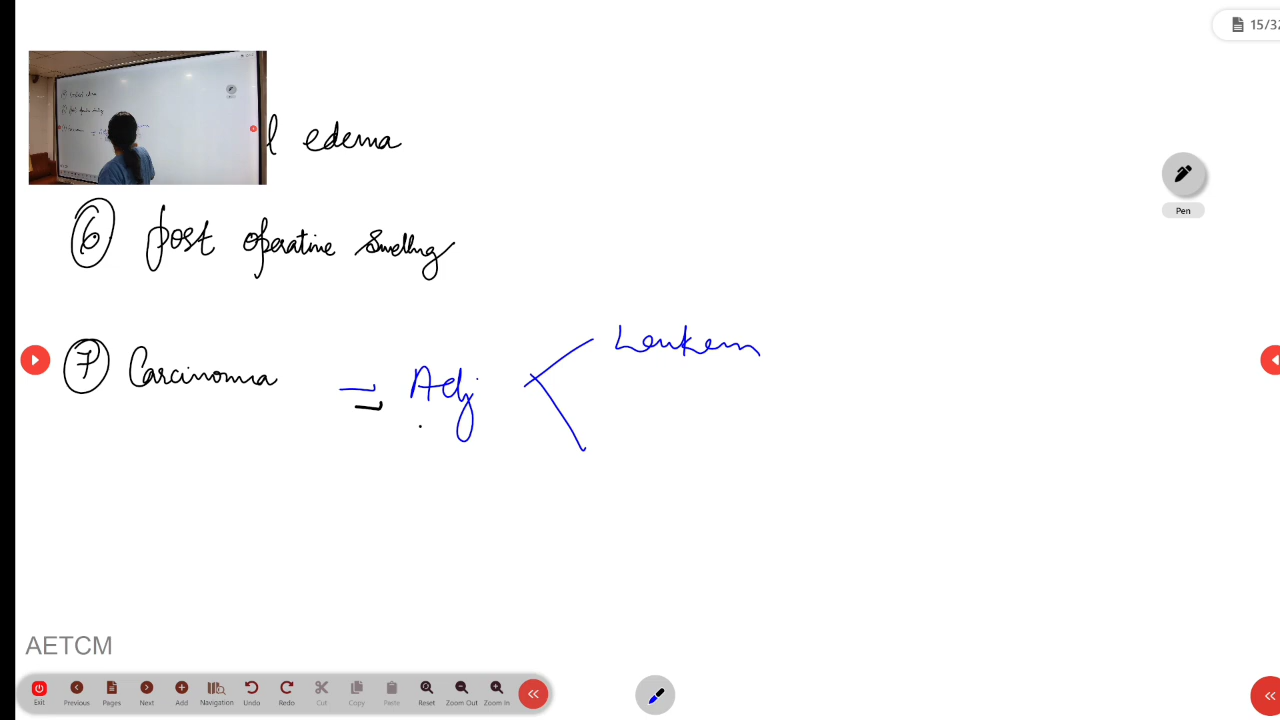 15/32
edema
Pen
⑥ post operative swelling
⑦ Carcinoma = Adj Leukem
AETCM
Exit Previous Pages Next Add Navigation Undo Redo Cut Copy Paste Reset Zoom Out Zoom In